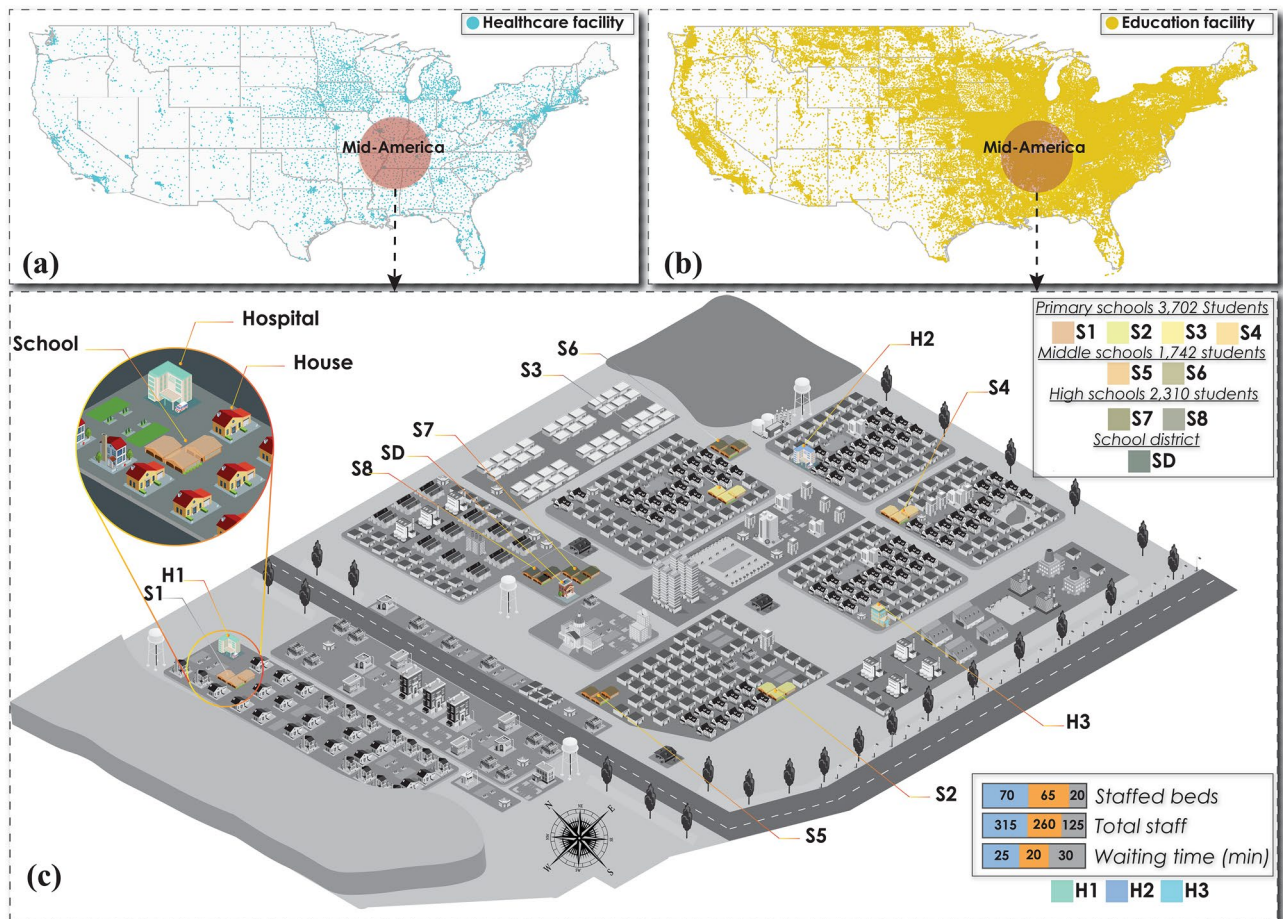 Healthcare facility
Mid-America
(a)
Education facility
Mid-America
(b)
Primary schools 3,702 Students
S1 S2 S3 S4
Middle schools 1,742 students
S5 S6
High schools 2,310 students
S7 S8
School district
SD
Hospital
School
House
S6
H2
S3
S4
S7
SD
S8
H1
S1
H3
S2
S5
N E
W S
70 65 20 Staffed beds
315 260 125 Total staff
25 20 30 Waiting time (min)
H1 H2 H3
(c)